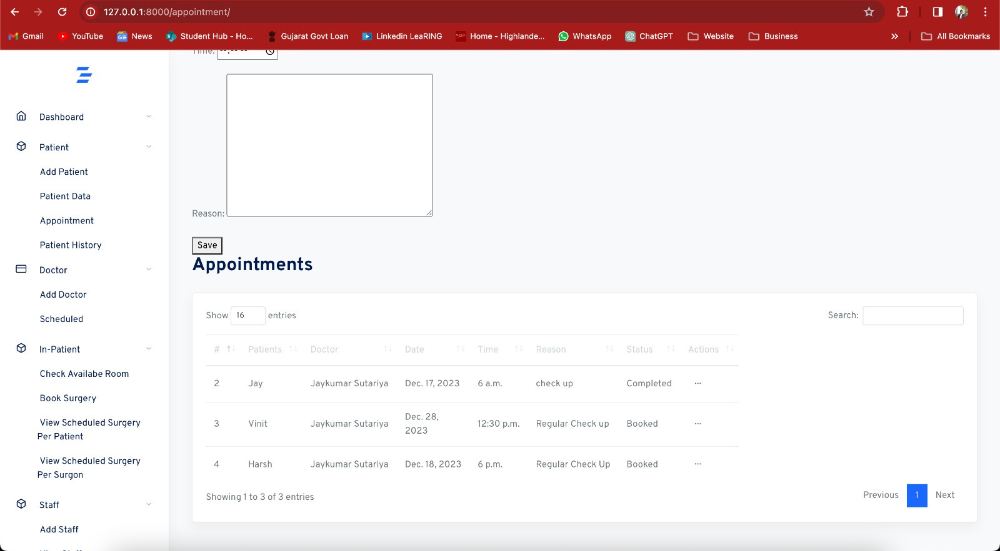 127.0.0.1:8000/appointment/
Gmail YouTube News Student Hub - Ho... Gujarat Govt Loan Linkedin LeaRING Home - Highlande... WhatsApp ChatGPT Website Business » All Bookmarks
Time: --:-- --
Dashboard
Patient
Add Patient
Patient Data
Appointment
Patient History
Doctor
Add Doctor
Scheduled
In-Patient
Check Availabe Room
Book Surgery
View Scheduled Surgery
Per Patient
View Scheduled Surgery
Per Surgon
Staff
Add Staff
Reason:
Save
Appointments
Show 16 entries
Search:
# Patients Doctor Date Time Reason Status Actions
2 Jay Jaykumar Sutariya Dec. 17, 2023 6 a.m. check up Completed ...
3 Vinit Jaykumar Sutariya Dec. 28, 2023 12:30 p.m. Regular Check up Booked ...
4 Harsh Jaykumar Sutariya Dec. 18, 2023 6 p.m. Regular Check Up Booked ...
Showing 1 to 3 of 3 entries
Previous 1 Next